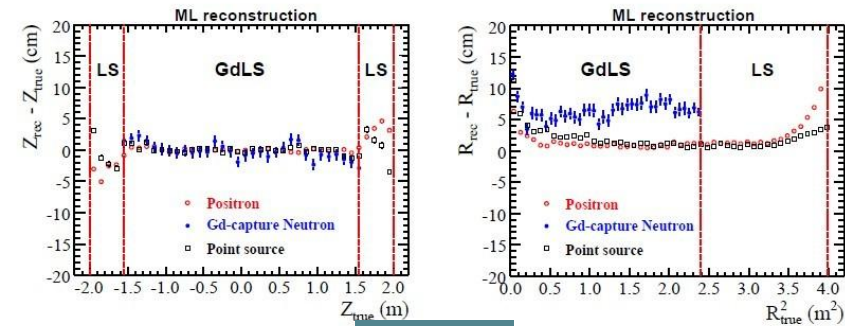 ML reconstruction
Z_rec - Z_true (cm)
20
15
10
5
0
-5
-10
-15
-20
LS
GdLS
LS
Positron
Gd-capture Neutron
Point source
-2.0 -1.5 -1.0 -0.5 0.0 0.5 1.0 1.5 2.0
Z_true (m)
ML reconstruction
R_rec - R_true (cm)
20
15
10
5
0
-5
-10
-15
-20
GdLS
LS
Positron
Gd-capture Neutron
Point source
0.0 0.5 1.0 1.5 2.0 2.5 3.0 3.5 4.0
R²_true (m²)